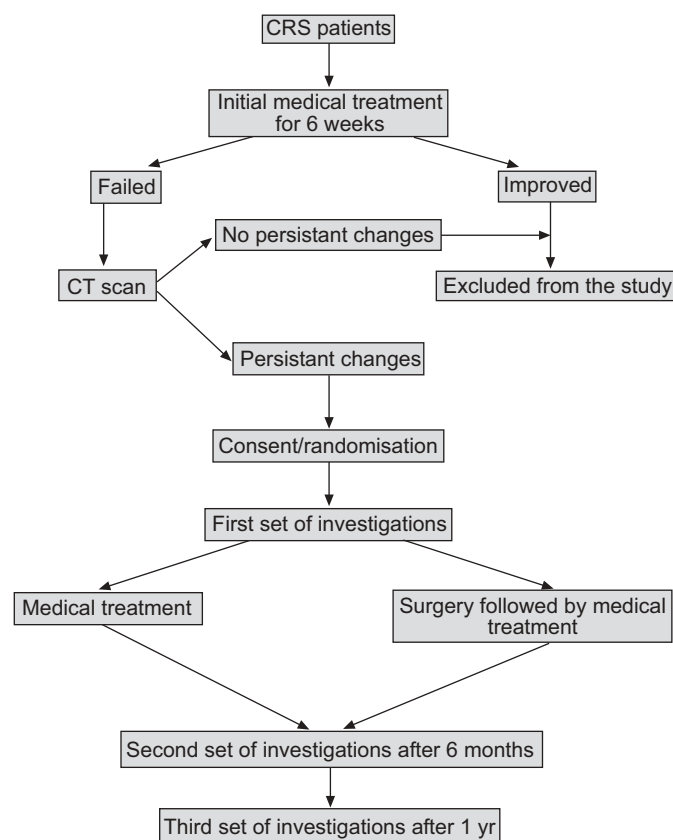 CRS patients
Initial medical treatment
for 6 weeks
Failed
Improved
No persistant changes
CT scan
Excluded from the study
Persistant changes
Consent/randomisation
First set of investigations
Medical treatment
Surgery followed by medical
treatment
Second set of investigations after 6 months
Third set of investigations after 1 yr